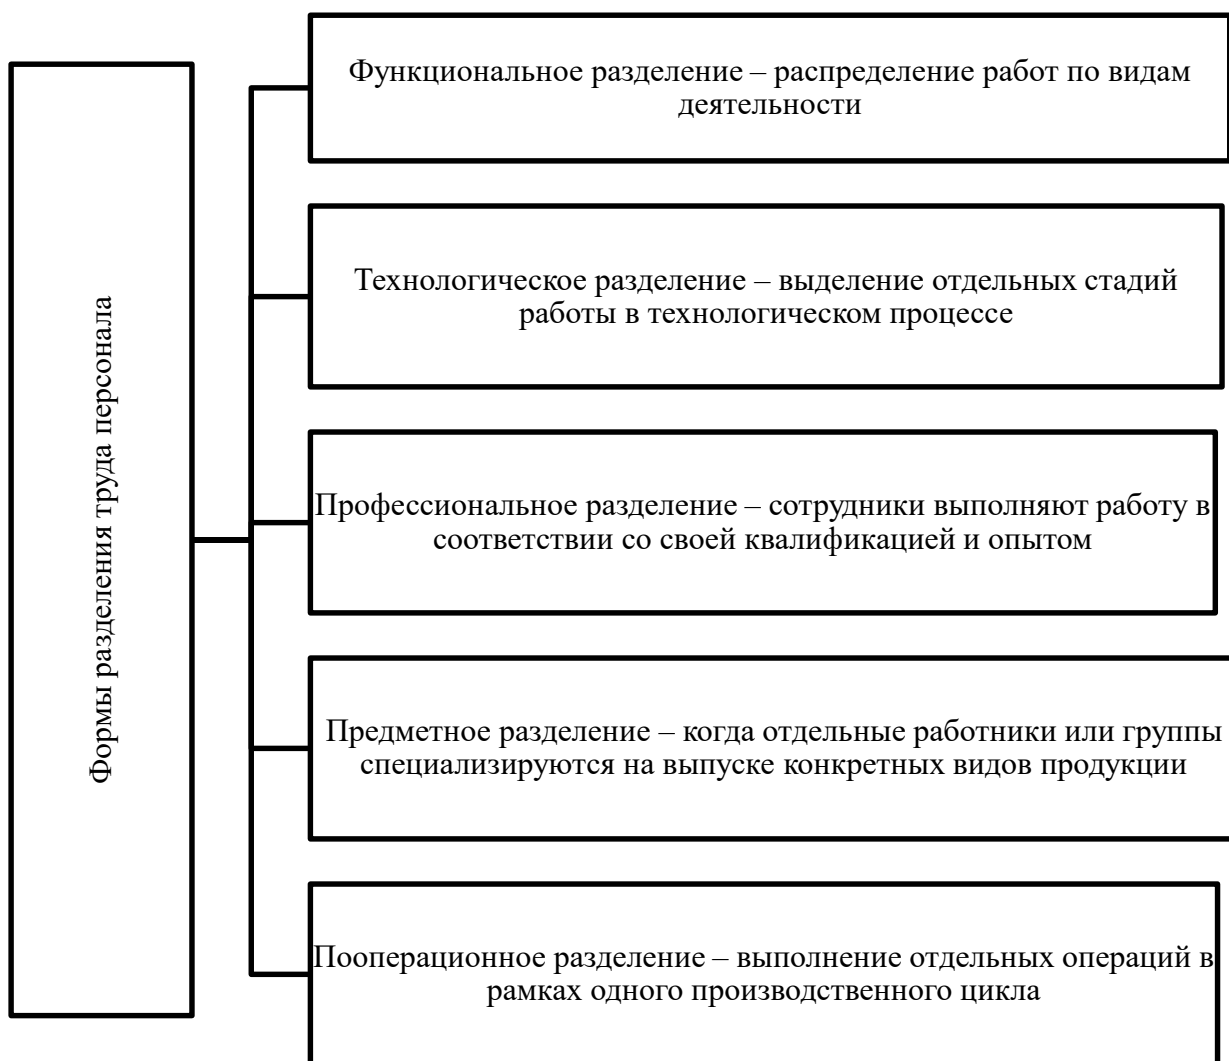 Формы разделения труда персонала
Функциональное разделение – распределение работ по видам
деятельности
Технологическое разделение – выделение отдельных стадий
работы в технологическом процессе
Профессиональное разделение – сотрудники выполняют работу в
соответствии со своей квалификацией и опытом
Предметное разделение – когда отдельные работники или группы
специализируются на выпуске конкретных видов продукции
Пооперационное разделение – выполнение отдельных операций в
рамках одного производственного цикла